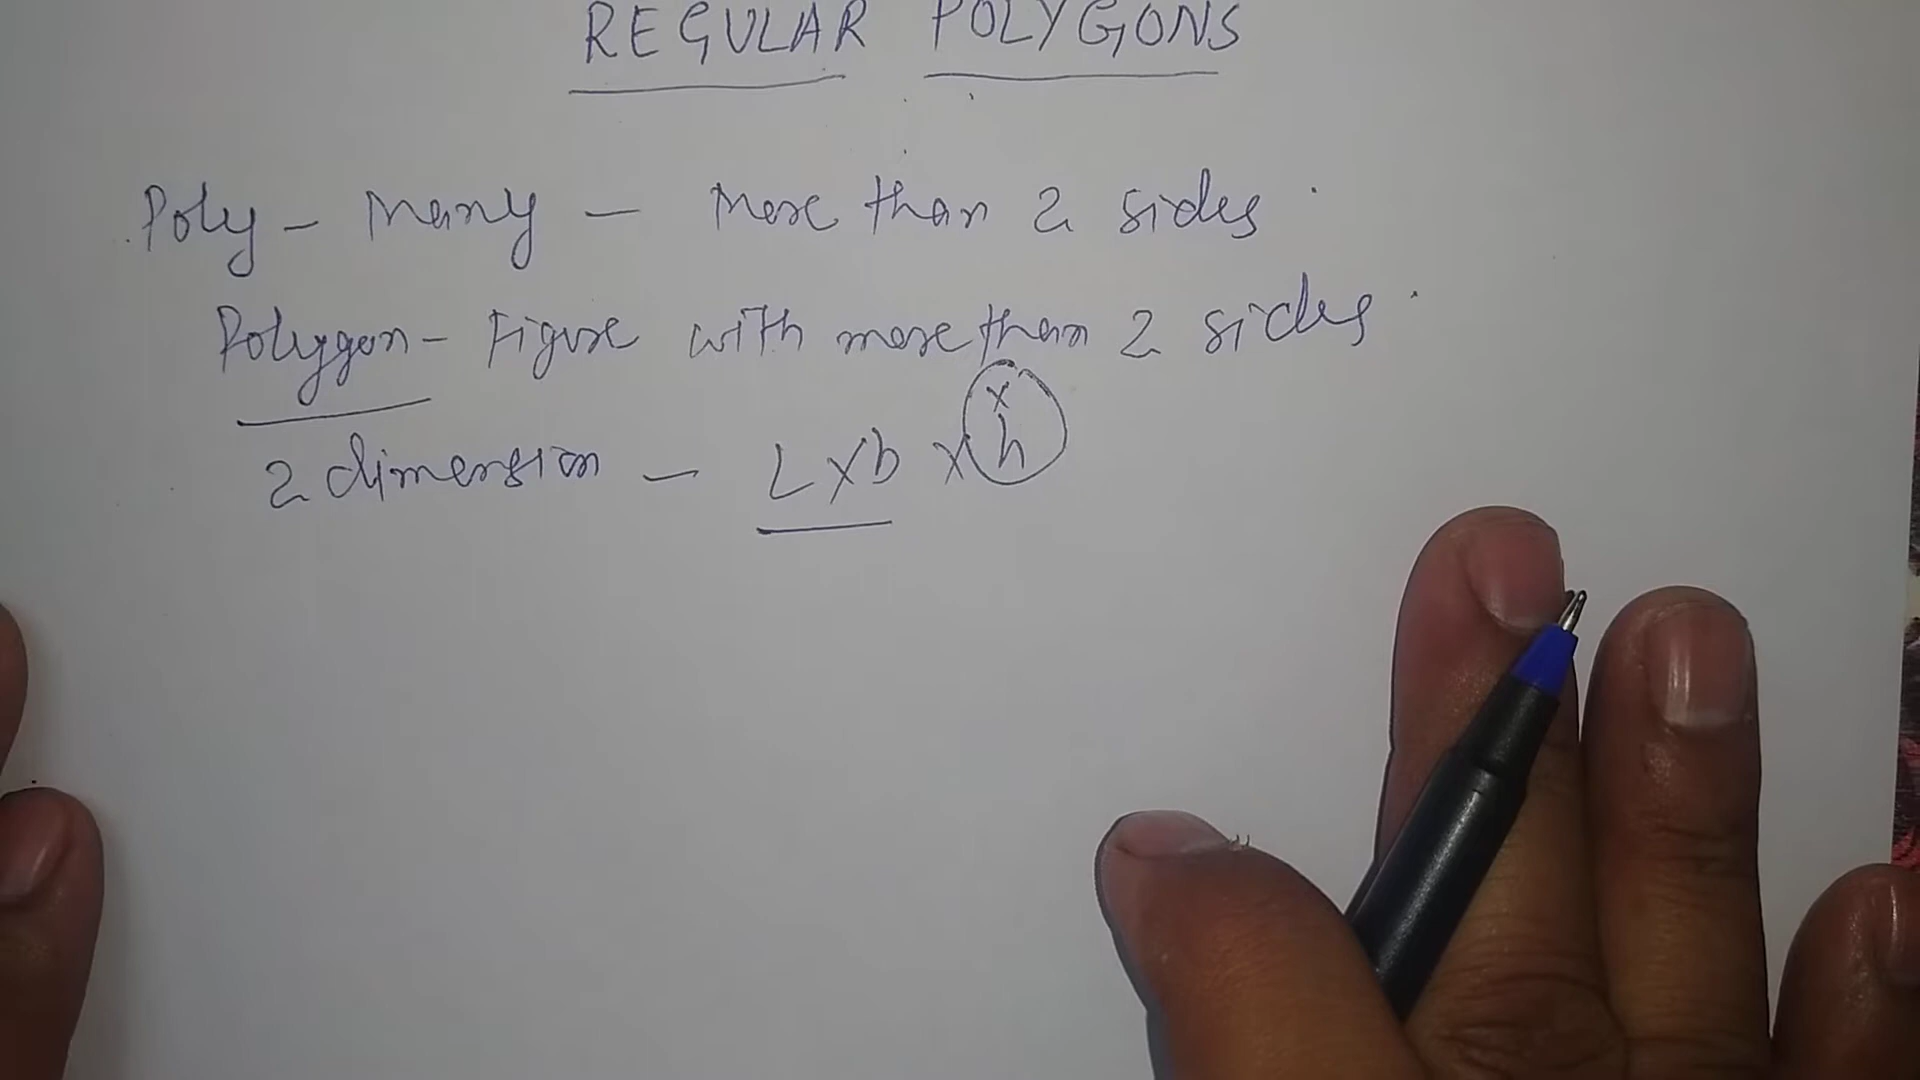 REGULAR POLYGONS
Poly - Many - More than 2 sides.
Polygon - Figure with more than 2 sides.
x
2 dimension - L x b x h